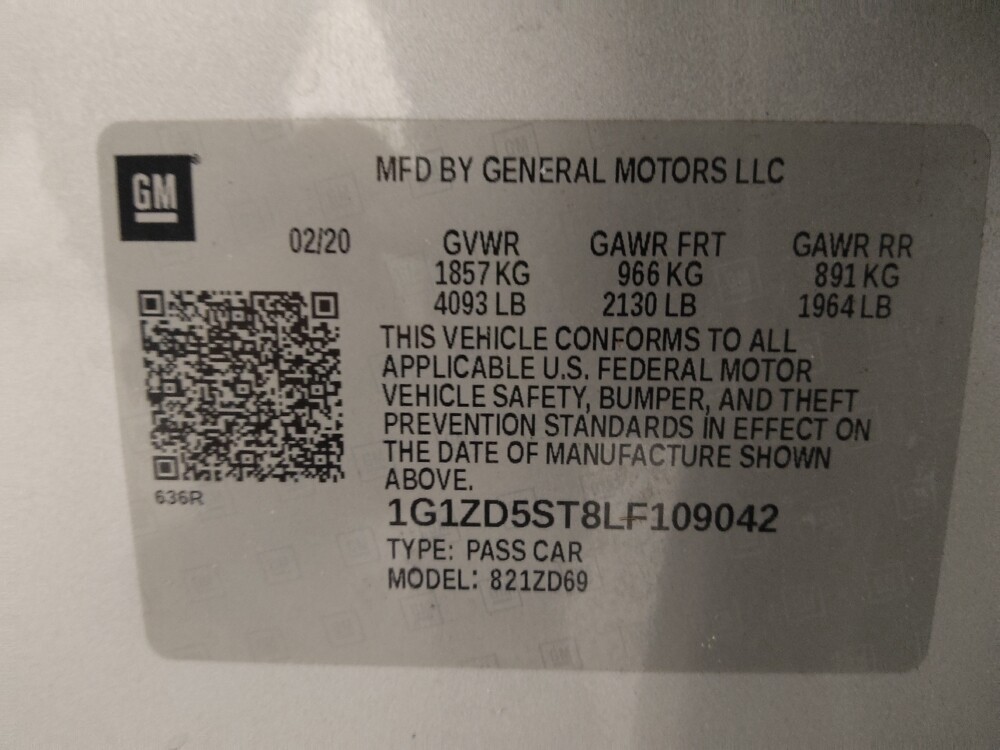 GM
MFD BY GENERAL MOTORS LLC
02/20 GVWR GAWR FRT GAWR RR
1857 KG 966 KG 891 KG
4093 LB 2130 LB 1964 LB
THIS VEHICLE CONFORMS TO ALL
APPLICABLE U.S. FEDERAL MOTOR
VEHICLE SAFETY, BUMPER, AND THEFT
PREVENTION STANDARDS IN EFFECT ON
THE DATE OF MANUFACTURE SHOWN
ABOVE.
636R
1G1ZD5ST8LF109042
TYPE: PASS CAR
MODEL: 821ZD69